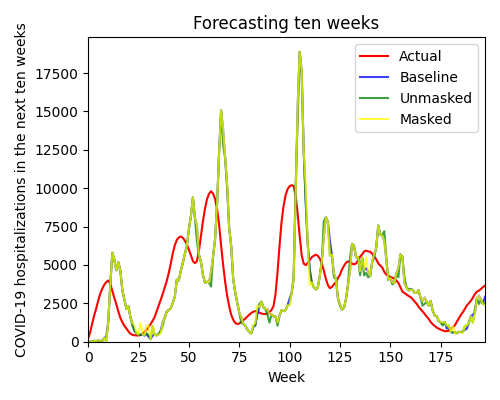 Forecasting ten weeks
COVID-19 hospitalizations in the next ten weeks
17500
15000
12500
10000
7500
5000
2500
0
Actual
Baseline
Unmasked
Masked
0 25 50 75 100 125 150 175
Week